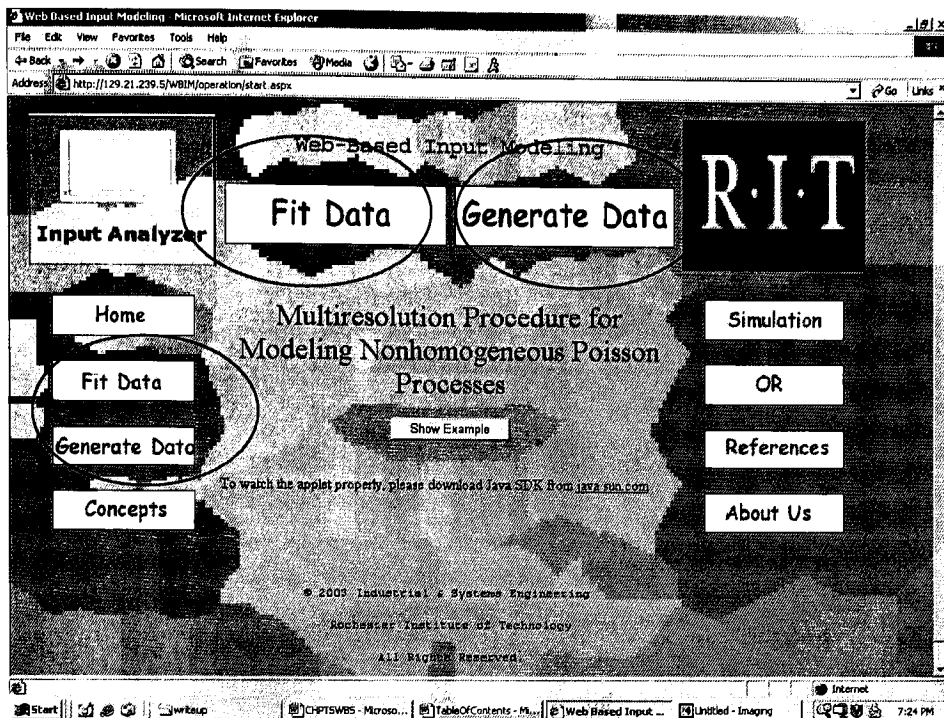 Web Based Input Modeling - Microsoft Internet Explorer
File Edit View Favorites Tools Help
Back Search Favorites Media
Address http://129.21.239.5/WBIM/operation/start.aspx Go Links
Web-Based Input Modeling
Fit Data
Generate Data
R·I·T
Input Analyzer
Home
Fit Data
Generate Data
Concepts
Multiresolution Procedure for
Modeling Nonhomogeneous Poisson
Processes
Show Example
To watch the applet properly, please download Java SDK from java.sun.com
Simulation
OR
References
About Us
© 2003 Industrial & Systems Engineering
Rochester Institute of Technology
All Rights Reserved.
Internet
Start writeup CHPTSWBS - Microso... TableOfContents - Mi... Web Based Input ... Untitled - Imaging 7:24 PM